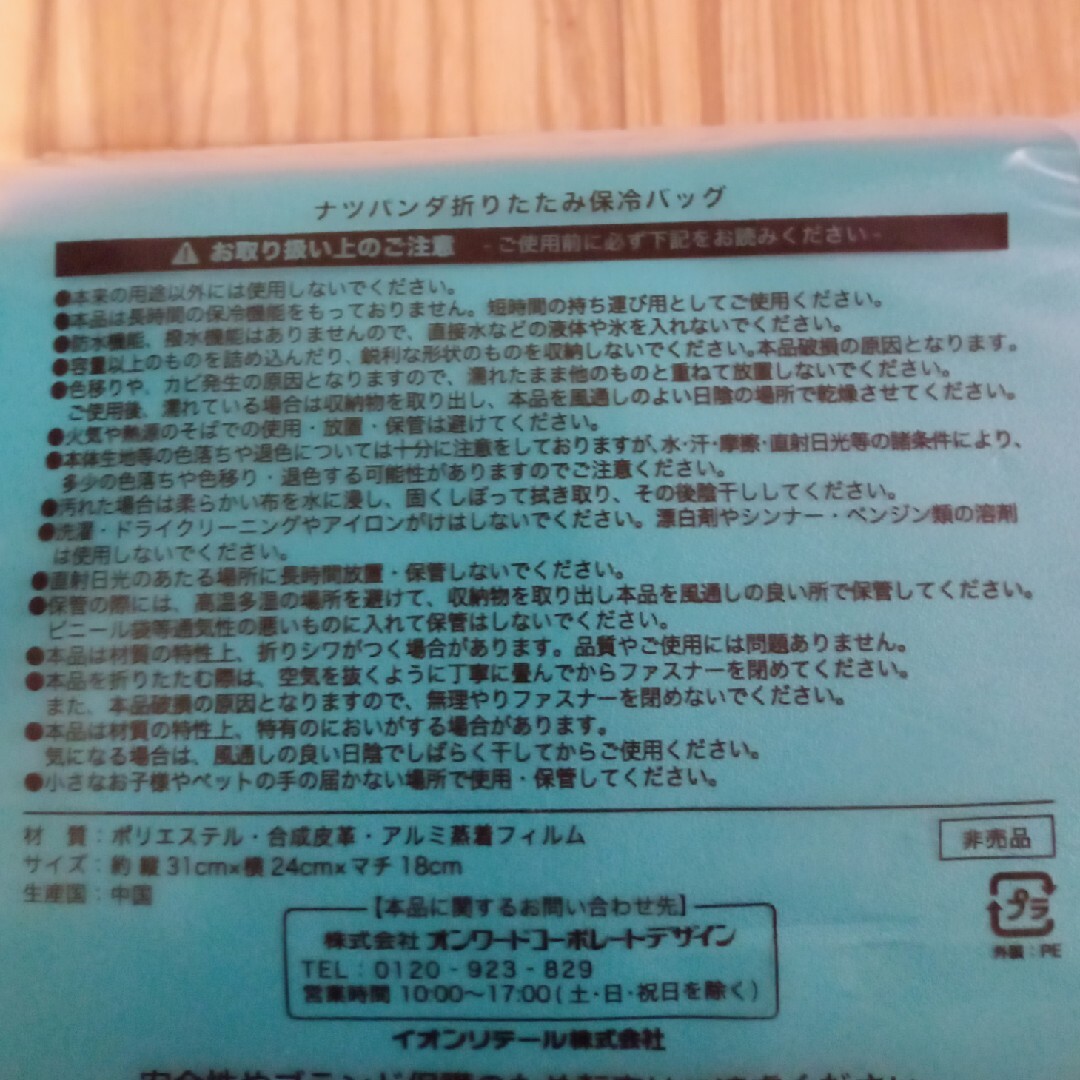 ナツパンダ折りたたみ保冷バッグ
お取り扱い上のご注意 - ご使用前に必ず下記をお読みください -
●本来の用途以外には使用しないでください。
●本品は長時間の保冷機能をもっておりません。短時間の持ち運び用としてご使用ください。
●防水機能、撥水機能はありませんので、直接水などの液体や氷を入れないでください。
●容量以上のものを詰め込んだり、鋭利な形状のものを収納しないでください。本品破損の原因となります。
●色移りや、カビ発生の原因となりますので、濡れたまま他のものと重ねて放置しないでください。
ご使用後、濡れている場合は収納物を取り出し、本品を風通しのよい日陰の場所で乾燥させてください。
●火気や熱源のそばでの使用・放置・保管は避けてください。
●本体生地等の色落ちや退色については十分に注意をしておりますが、水・汗・摩擦・直射日光等の諸条件により、
多少の色落ちや色移り・退色する可能性がありますのでご注意ください。
●汚れた場合は柔らかい布を水に浸し、固くしぼって拭き取り、その後陰干ししてください。
●洗濯・ドライクリーニングやアイロンがけはしないでください。漂白剤やシンナー・ベンジン類の溶剤
は使用しないでください。
●直射日光のあたる場所に長時間放置・保管しないでください。
●保管の際には、高温多湿の場所を避けて、収納物を取り出し本品を風通しの良い所で保管してください。
ビニール袋等通気性の悪いものに入れて保管はしないでください。
●本品は材質の特性上、折りシワがつく場合があります。品質やご使用には問題ありません。
●本品を折りたたむ際は、空気を抜くように丁寧に畳んでからファスナーを閉めてください。
また、本品破損の原因となりますので、無理やりファスナーを閉めないでください。
●本品は材質の特性上、特有のにおいがする場合があります。
気になる場合は、風通しの良い日陰でしばらく干してからご使用ください。
●小さなお子様やペットの手の届かない場所で使用・保管してください。
材 質：ポリエステル・合成皮革・アルミ蒸着フィルム
サイズ：約 縦 31cm×横 24cm×マチ 18cm
生産国：中国
非売品
プラ
外装：PE
【本品に関するお問い合わせ先】
株式会社 オンワードコーポレートデザイン
TEL：0120 - 923 - 829
営業時間 10:00〜17:00（土・日・祝日を除く）
イオンリテール株式会社